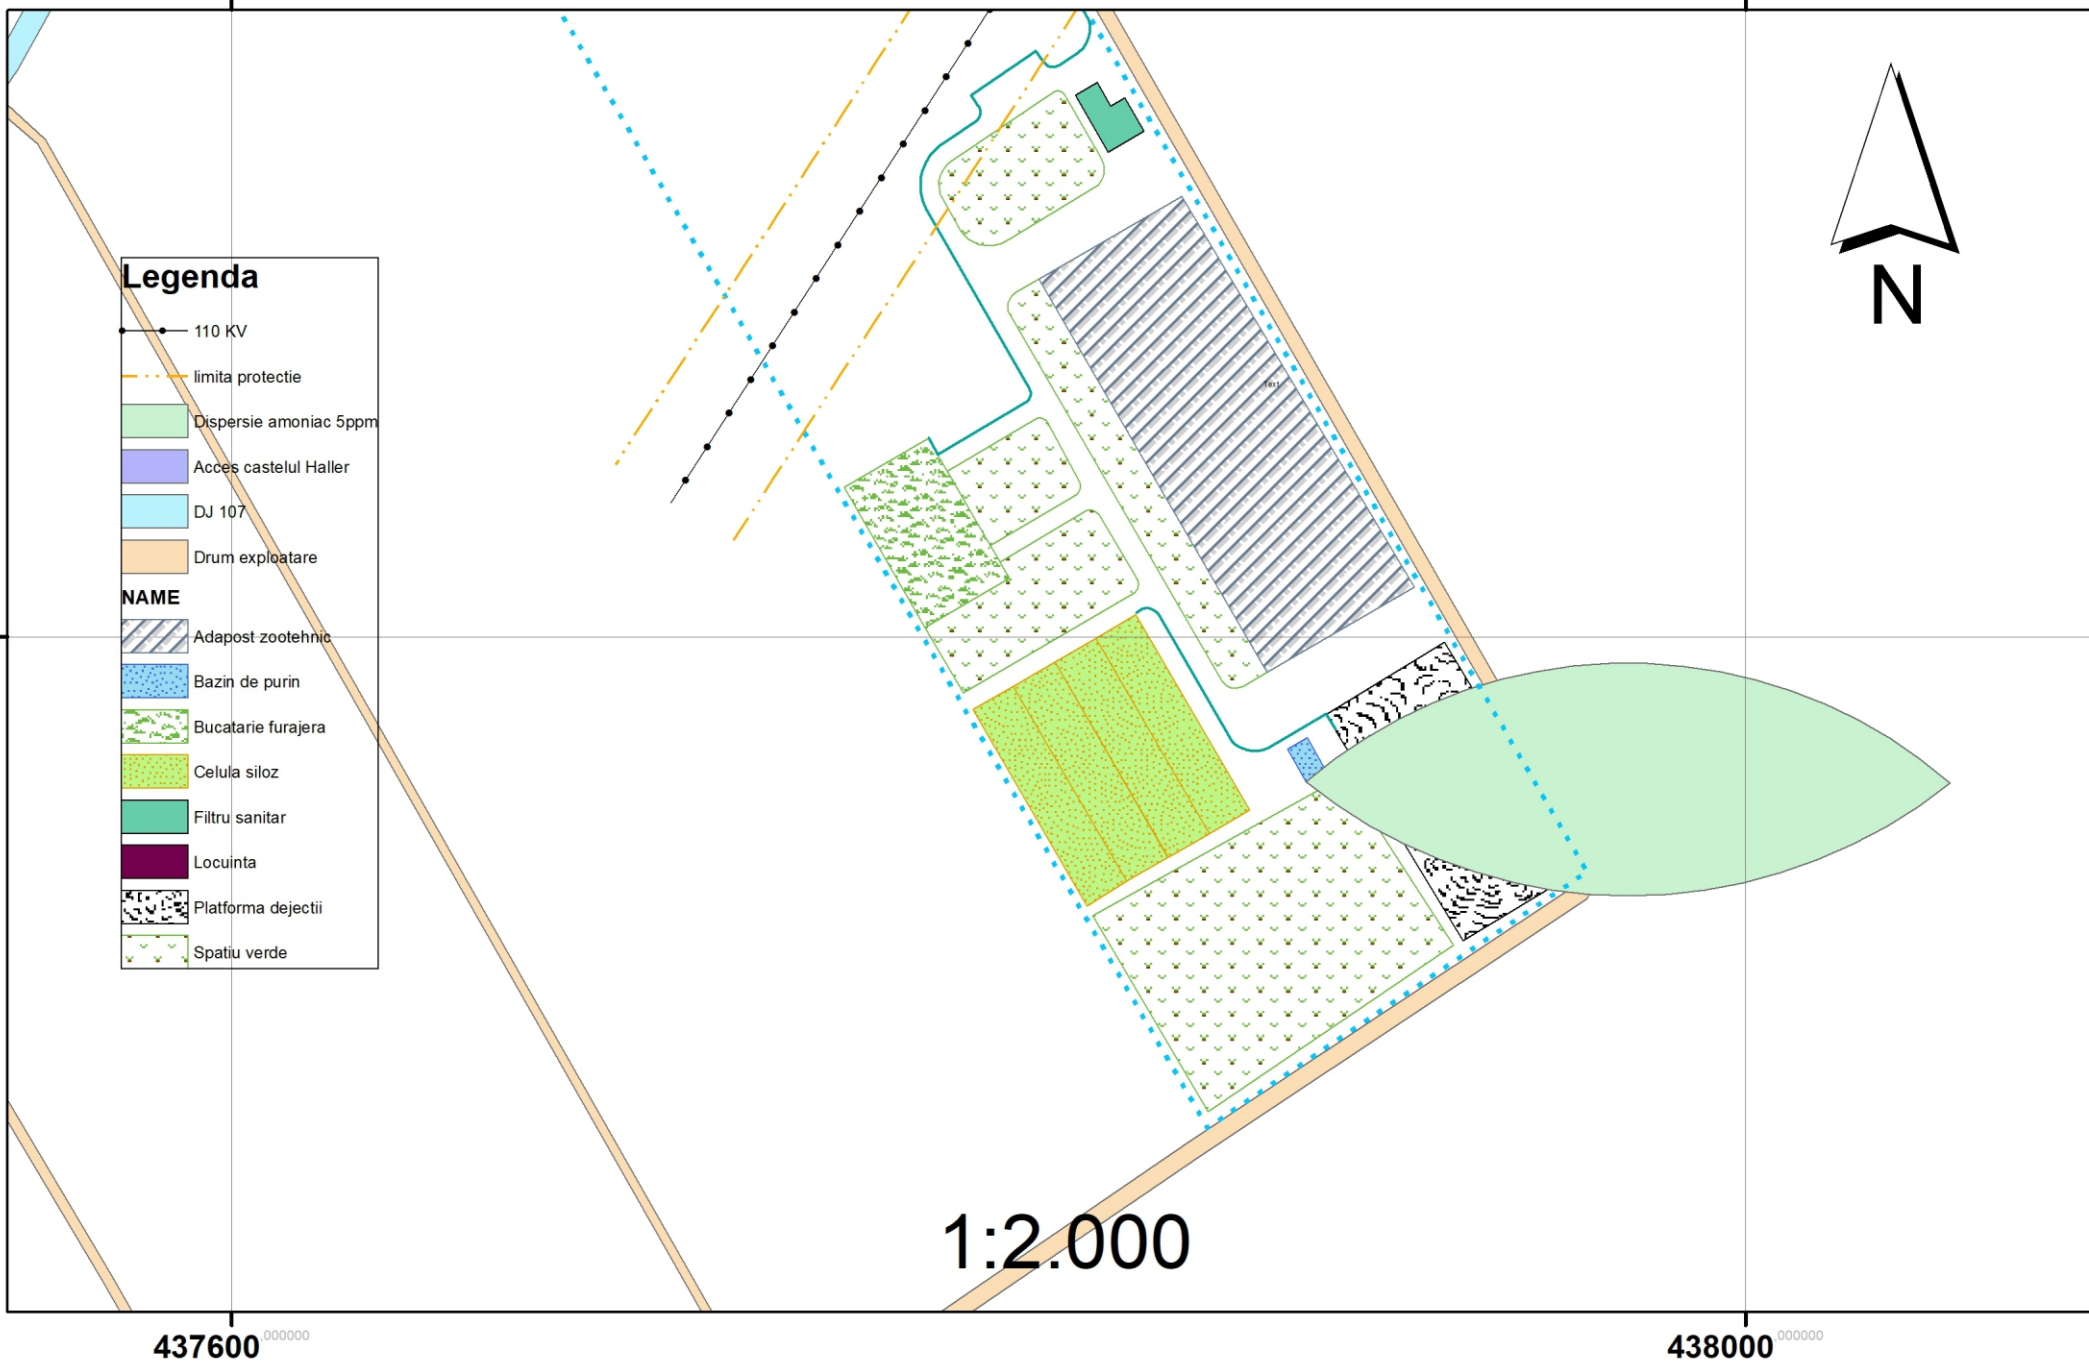 Legenda
110 KV
limita protectie
Dispersie amoniac 5ppm
Acces castelul Haller
DJ 107
Drum exploatare
NAME
Adapost zootehnic
Bazin de purin
Bucatarie furajera
Celula siloz
Filtru sanitar
Locuinta
Platforma dejectii
Spatiu verde
Text
N
1:2.000
437600.000000
438000.000000